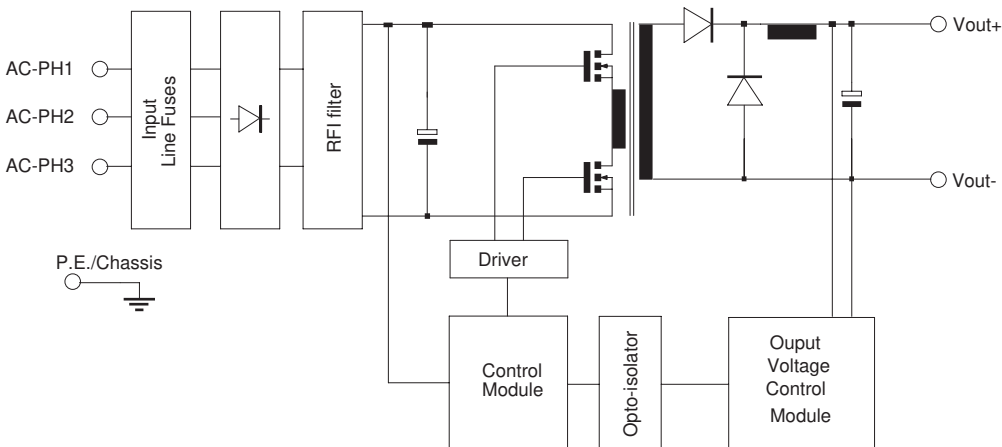 AC-PH1
AC-PH2
AC-PH3
Input
Line Fuses
RFI filter
Vout+
Vout-
P.E./Chassis
Driver
Control
Module
Opto-isolator
Ouput
Voltage
Control
Module